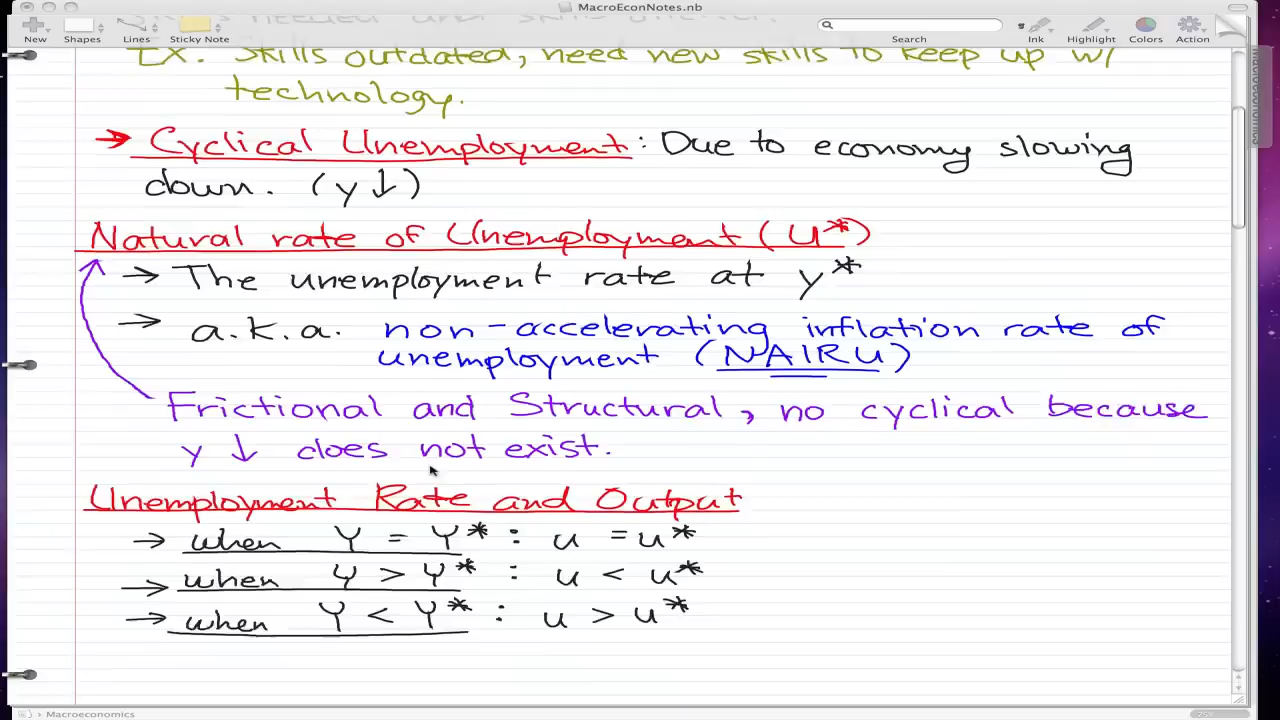 MacroEconNotes.nb
New Shapes Lines Sticky Note Search Ink Highlight Colors Action
EX. Skills outdated, need new skills to keep up w/
technology.
→ Cyclical Unemployment: Due to economy slowing
down. (y↓)
Natural rate of Unemployment (U*)
→ The unemployment rate at y*
→ a.k.a. non-accelerating inflation rate of
unemployment (NAIRU)
Frictional and Structural, no cyclical because
y ↓ does not exist.
Unemployment Rate and Output
→ when Y = Y* : u = u*
→ when Y > Y* : u < u*
→ when Y < Y* : u > u*
Macroeconomics